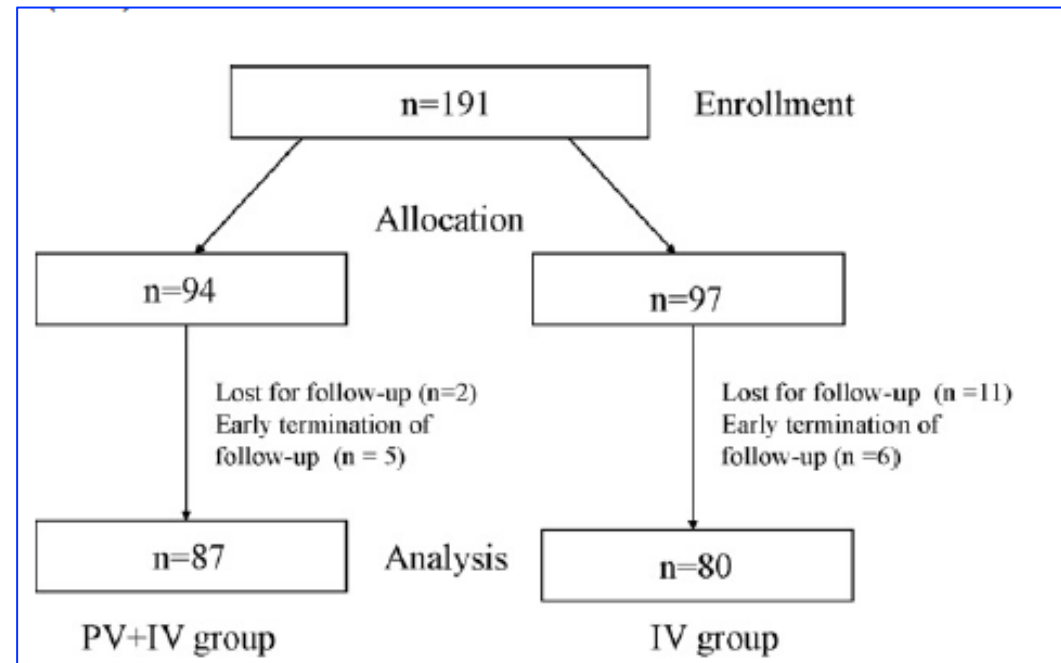 n=191
Enrollment
Allocation
n=94
n=97
Lost for follow-up (n=2)
Early termination of
follow-up (n = 5)
Lost for follow-up (n =11)
Early termination of
follow-up (n =6)
n=87
Analysis
n=80
PV+IV group
IV group